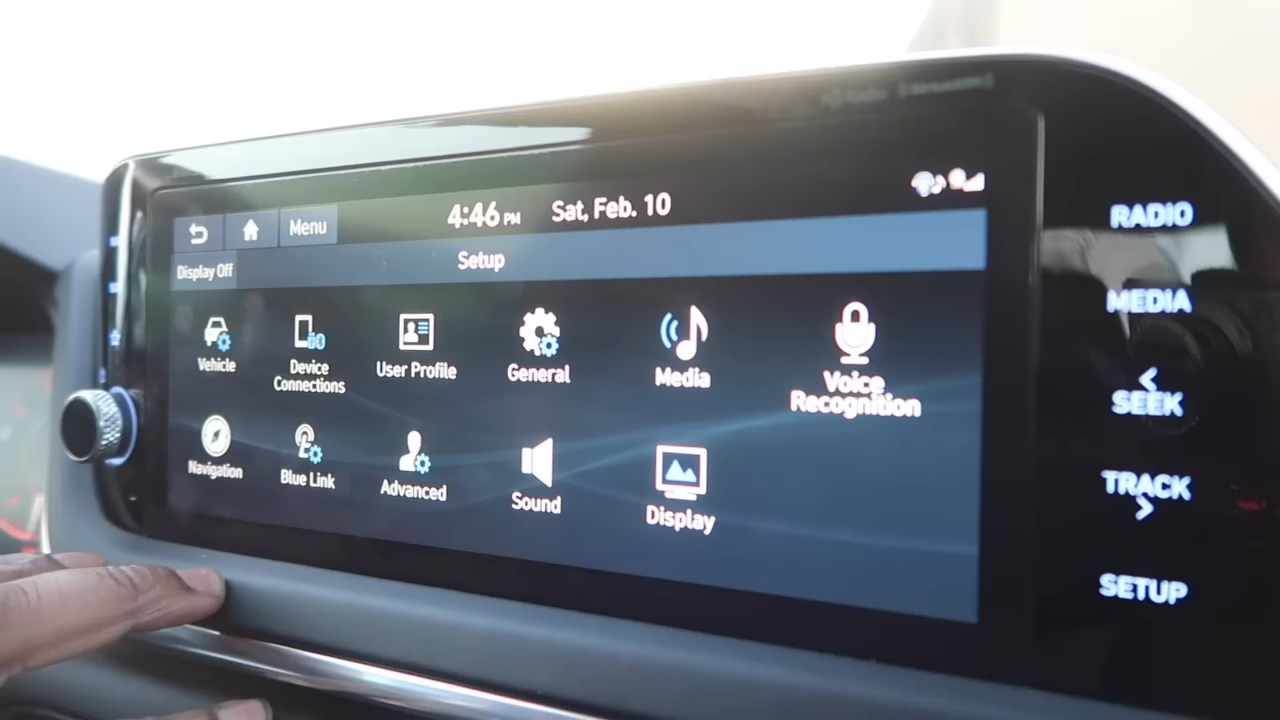 4:46 PM Sat, Feb. 10
Menu
Display Off
Setup
Vehicle
Device
Connections
User Profile
General
Media
Voice
Recognition
Navigation
Blue Link
Advanced
Sound
Display
RADIO
MEDIA
<
SEEK
TRACK
>
SETUP